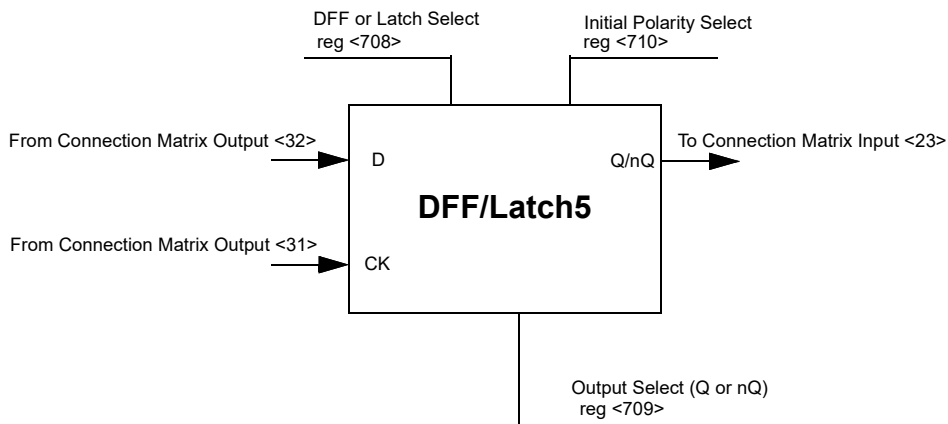 DFF or Latch Select
reg <708>
Initial Polarity Select
reg <710>
From Connection Matrix Output <32>
D
Q/nQ
To Connection Matrix Input <23>
DFF/Latch5
From Connection Matrix Output <31>
CK
Output Select (Q or nQ)
reg <709>